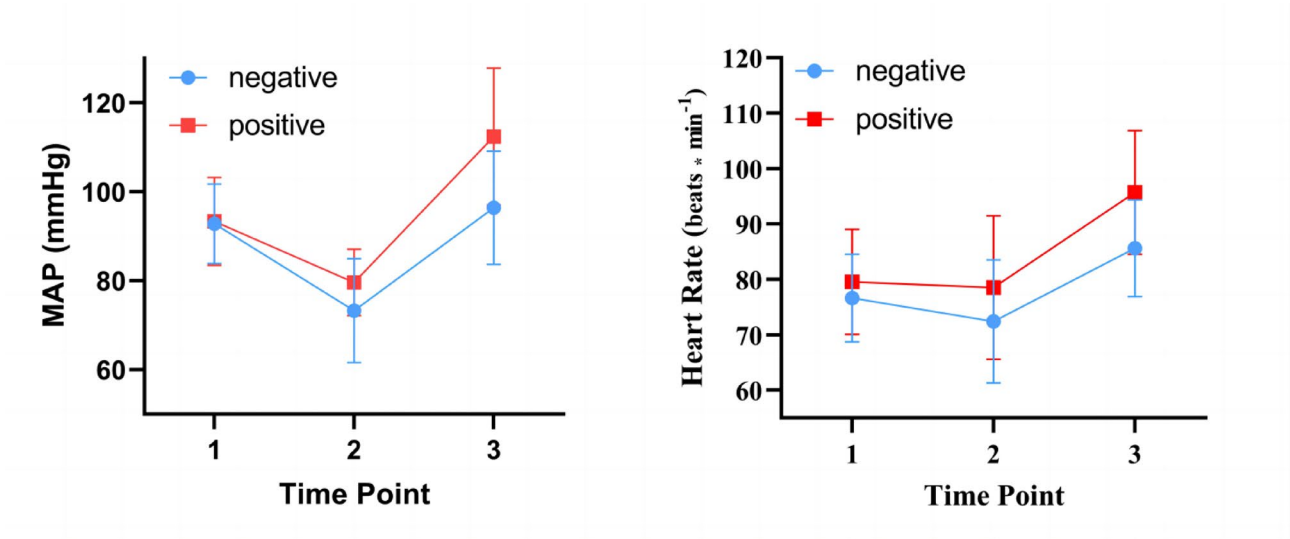 negative
positive
120
100
80
60
MAP (mmHg)
1 2 3
Time Point
negative
positive
120
110
100
90
80
70
60
Heart Rate (beats * min⁻¹)
1 2 3
Time Point